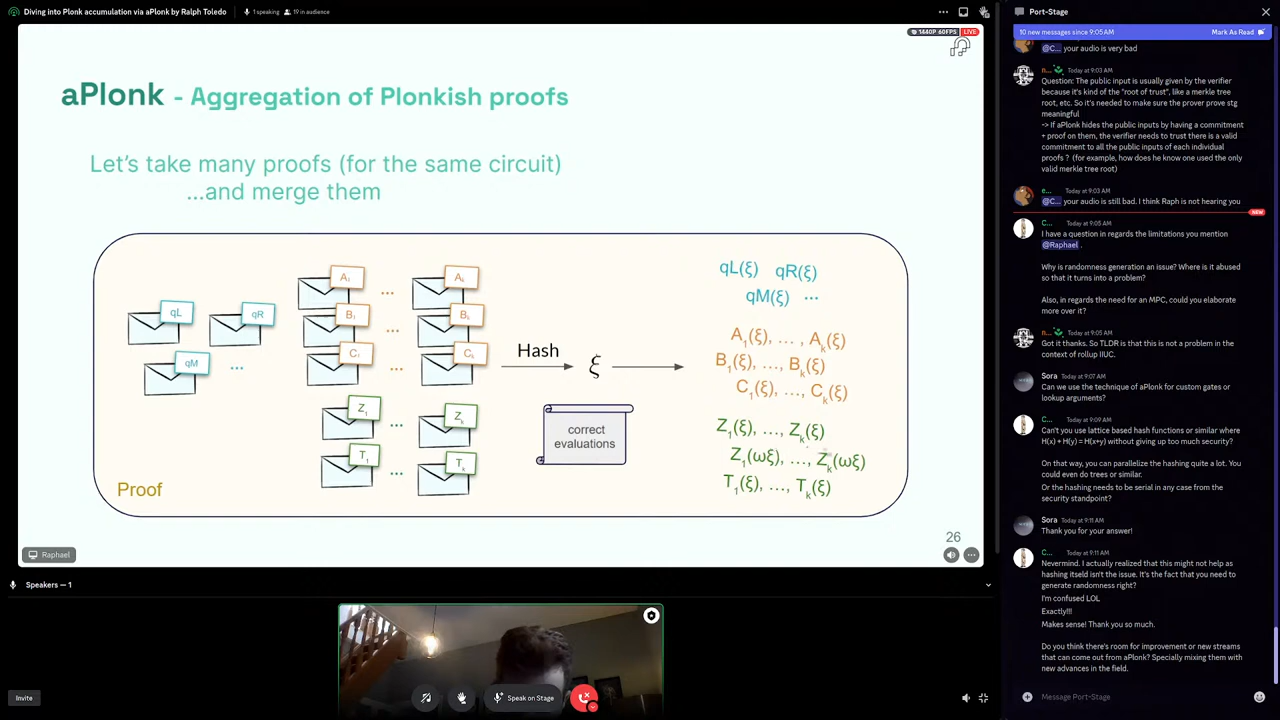 Diving into Plonk accumulation via aPlonk by Ralph Toledo
1 speaking
19 in audience
1440P 60FPS
LIVE
aPlonk - Aggregation of Plonkish proofs
Let's take many proofs (for the same circuit)
...and merge them
qL
qR
qM
...
A₁ ... Aₖ
B₁ ... Bₖ
C₁ ... Cₖ
Z₁ ... Zₖ
T₁ ... Tₖ
Proof
Hash
ξ
correct
evaluations
qL(ξ) qR(ξ)
qM(ξ) ...
A₁(ξ), ... , Aₖ(ξ)
B₁(ξ), ..., Bₖ(ξ)
C₁(ξ), ..., Cₖ(ξ)
Z₁(ξ), ..., Zₖ(ξ)
Z₁(ωξ), ..., Zₖ(ωξ)
T₁(ξ), ..., Tₖ(ξ)
26
Raphael
Speakers — 1
Invite
Speak on Stage
Port-Stage
10 new messages since 9:05 AM
Mark As Read
@C... your audio is very bad
n... Today at 9:03 AM
Question: The public input is usually given by the verifier
because it's kind of the "root of trust", like a merkle tree
root, etc. So it's needed to make sure the prover prove stg
meaningful
-> If aPlonk hides the public inputs by having a commitment
+ proof on them, the verifier needs to trust there is a valid
commitment to all the public inputs of each individual
proofs ? (for example, how does he know one used the only
valid merkle tree root)
e... Today at 9:03 AM
@C... your audio is still bad. I think Raph is not hearing you
NEW
C... Today at 9:05 AM
I have a question in regards the limitations you mention
@Raphael .
Why is randomness generation an issue? Where is it abused
so that it turns into a problem?
Also, in regards the need for an MPC, could you elaborate
more over it?
n... Today at 9:05 AM
Got it thanks. So TLDR is that this is not a problem in the
context of rollup IIUC.
Sora Today at 9:07 AM
Can we use the technique of aPlonk for custom gates or
lookup arguments?
C... Today at 9:09 AM
Can't you use lattice based hash functions or similar where
H(x) + H(y) = H(x+y) without giving up too much security?
On that way, you can parallelize the hashing quite a lot. You
could even do trees or similar.
Or the hashing needs to be serial in any case from the
security standpoint?
Sora Today at 9:11 AM
Thank you for your answer!
C... Today at 9:11 AM
Nevermind. I actually realized that this might not help as
hashing itseld isn't the issue. It's the fact that you need to
generate randomness right?
I'm confused LOL
Exactly!!!
Makes sense! Thank you so much.
Do you think there's room for improvement or new streams
that can come out from aPlonk? Specially mixing them with
new advances in the field.
Message Port-Stage